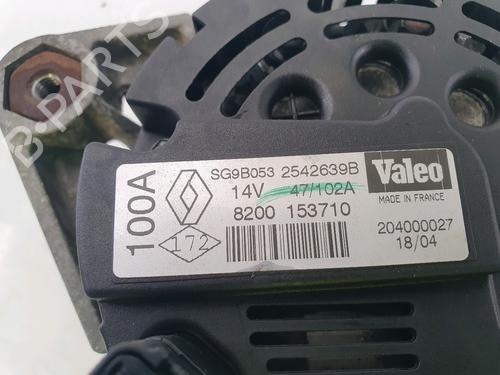 B-PARTS
100A
SG9B053 2542639B
14V 47/102A
8200 153710
172
Valeo
MADE IN FRANCE
204000027
18/04